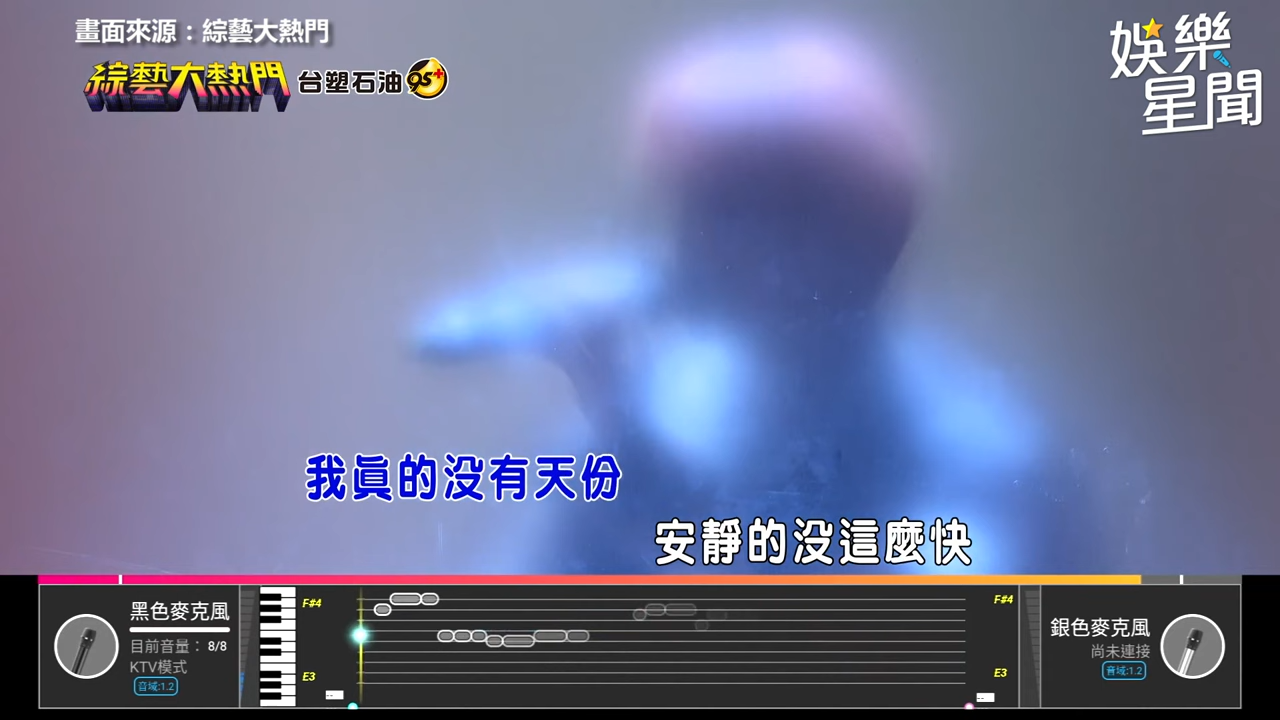 畫面來源：綜藝大熱門
娛樂星聞
綜藝大熱門 台塑石油 95+
我真的没有天份
安靜的没這麼快
黑色麥克風
目前音量： 8/8
KTV模式
音域:1.2
F#4
E3
--
F#4
E3
--
銀色麥克風
尚未連接
音域:1.2